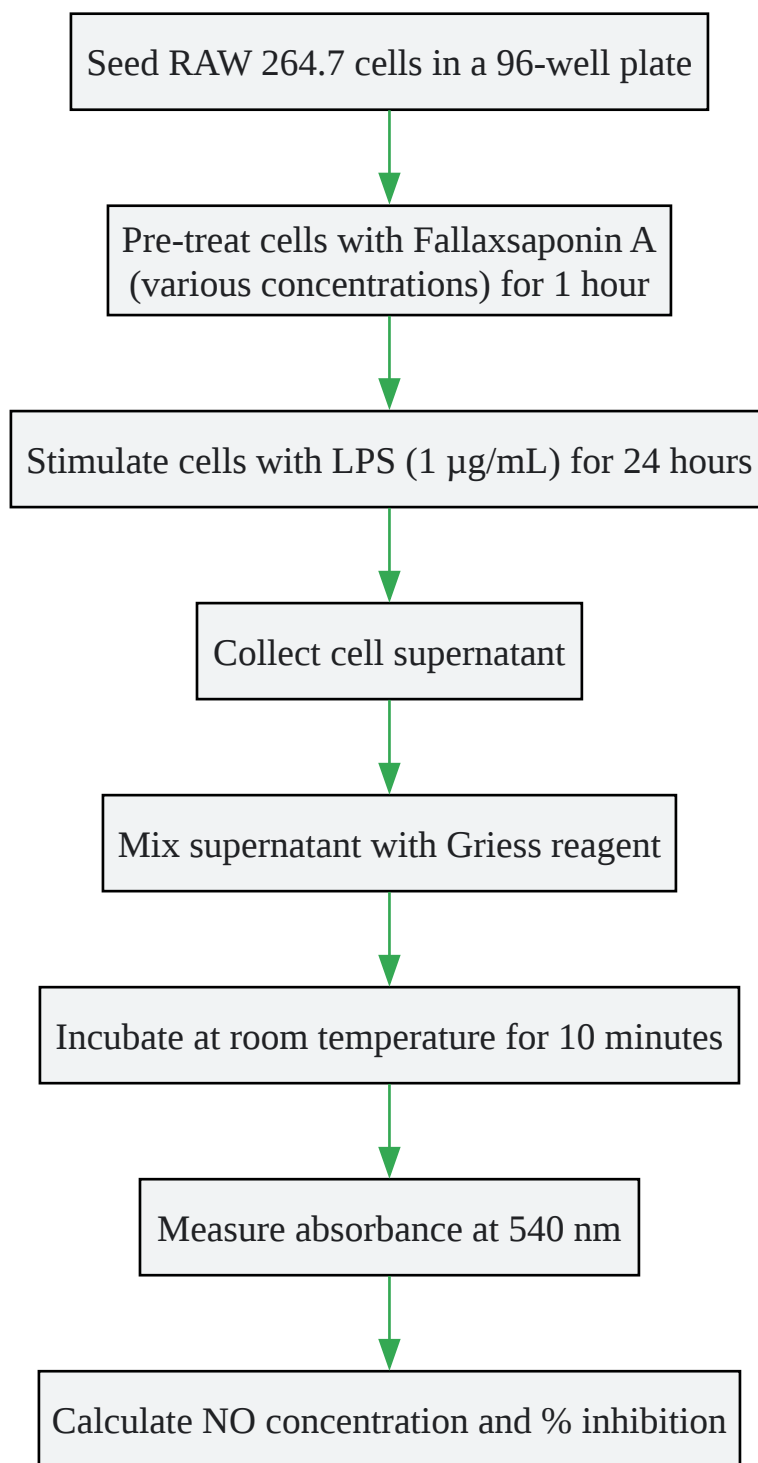 Seed RAW 264.7 cells in a 96-well plate
Pre-treat cells with Fallaxsaponin A
(various concentrations) for 1 hour
Stimulate cells with LPS (1 µg/mL) for 24 hours
Collect cell supernatant
Mix supernatant with Griess reagent
Incubate at room temperature for 10 minutes
Measure absorbance at 540 nm
Calculate NO concentration and % inhibition